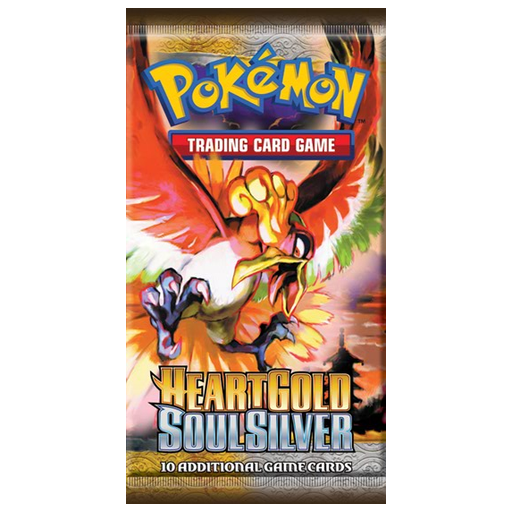 POKÉMON
TRADING CARD GAME
HEARTGOLD
SOULSILVER
10 ADDITIONAL GAME CARDS